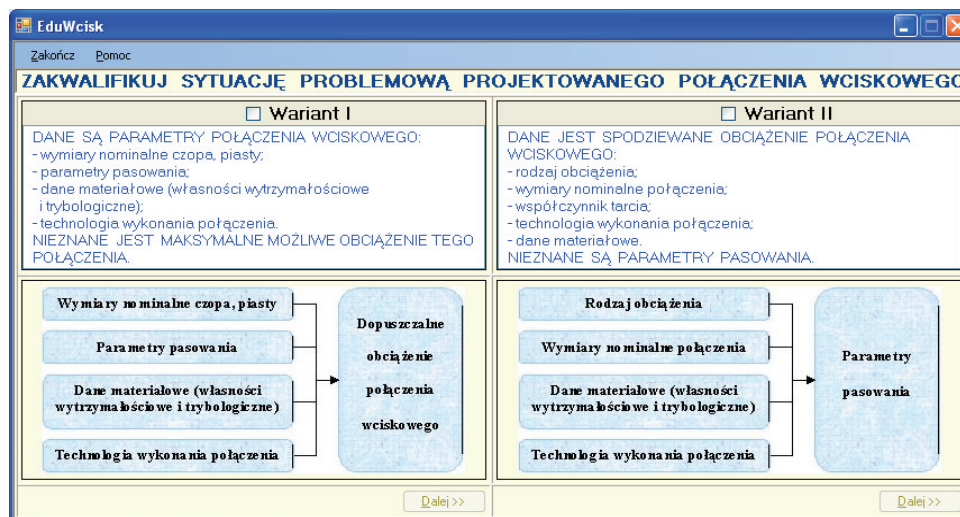 EduWcisk
Zakończ Pomoc
ZAKWALIFIKUJ SYTUACJĘ PROBLEMOWĄ PROJEKTOWANEGO POŁĄCZENIA WCISKOWEGO
Wariant I
DANE SĄ PARAMETRY POŁĄCZENIA WCISKOWEGO:
- wymiary nominalne czopa, piasty;
- parametry pasowania;
- dane materiałowe (własności wytrzymałościowe
i trybologiczne);
- technologia wykonania połączenia.
NIEZNANE JEST MAKSYMALNE MOŻLIWE OBCIĄŻENIE TEGO
POŁĄCZENIA.
Wariant II
DANE JEST SPODZIEWANE OBCIĄŻENIE POŁĄCZENIA
WCISKOWEGO:
- rodzaj obciążenia;
- wymiary nominalne połączenia;
- współczynnik tarcia;
- technologia wykonania połączenia;
- dane materiałowe.
NIEZNANE SĄ PARAMETRY PASOWANIA.
Wymiary nominalne czopa, piasty
Parametry pasowania
Dane materiałowe (własności
wytrzymałościowe i trybologiczne)
Technologia wykonania połączenia
Dopuszczalne
obciążenie
połączenia
wciskowego
Rodzaj obciążenia
Wymiary nominalne połączenia
Dane materiałowe (własności
wytrzymałościowe i trybologiczne)
Technologia wykonania połączenia
Parametry
pasowania
Dalej >>
Dalej >>